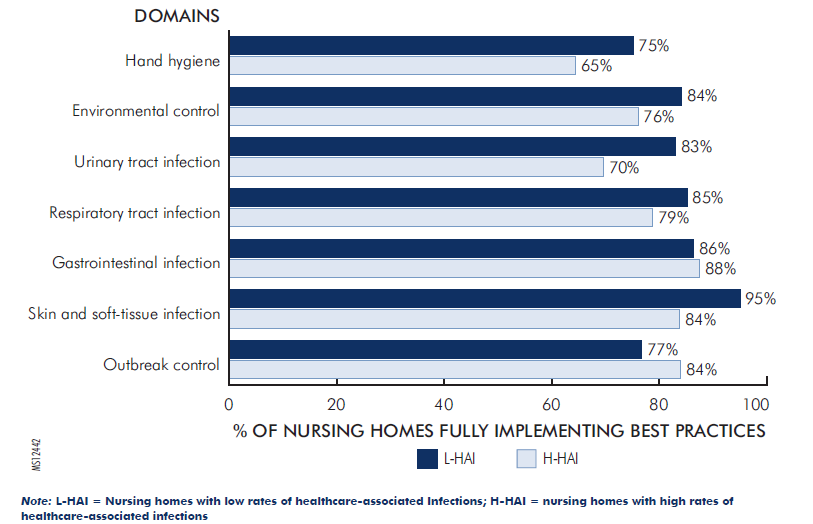 DOMAINS
Hand hygiene
75%
65%
Environmental control
84%
76%
Urinary tract infection
83%
70%
Respiratory tract infection
85%
79%
Gastrointestinal infection
86%
88%
Skin and soft-tissue infection
95%
84%
Outbreak control
77%
84%
0 20 40 60 80 100
% OF NURSING HOMES FULLY IMPLEMENTING BEST PRACTICES
L-HAI H-HAI
MS12442
Note: L-HAI = Nursing homes with low rates of healthcare-associated Infections; H-HAI = nursing homes with high rates of
healthcare-associated infections